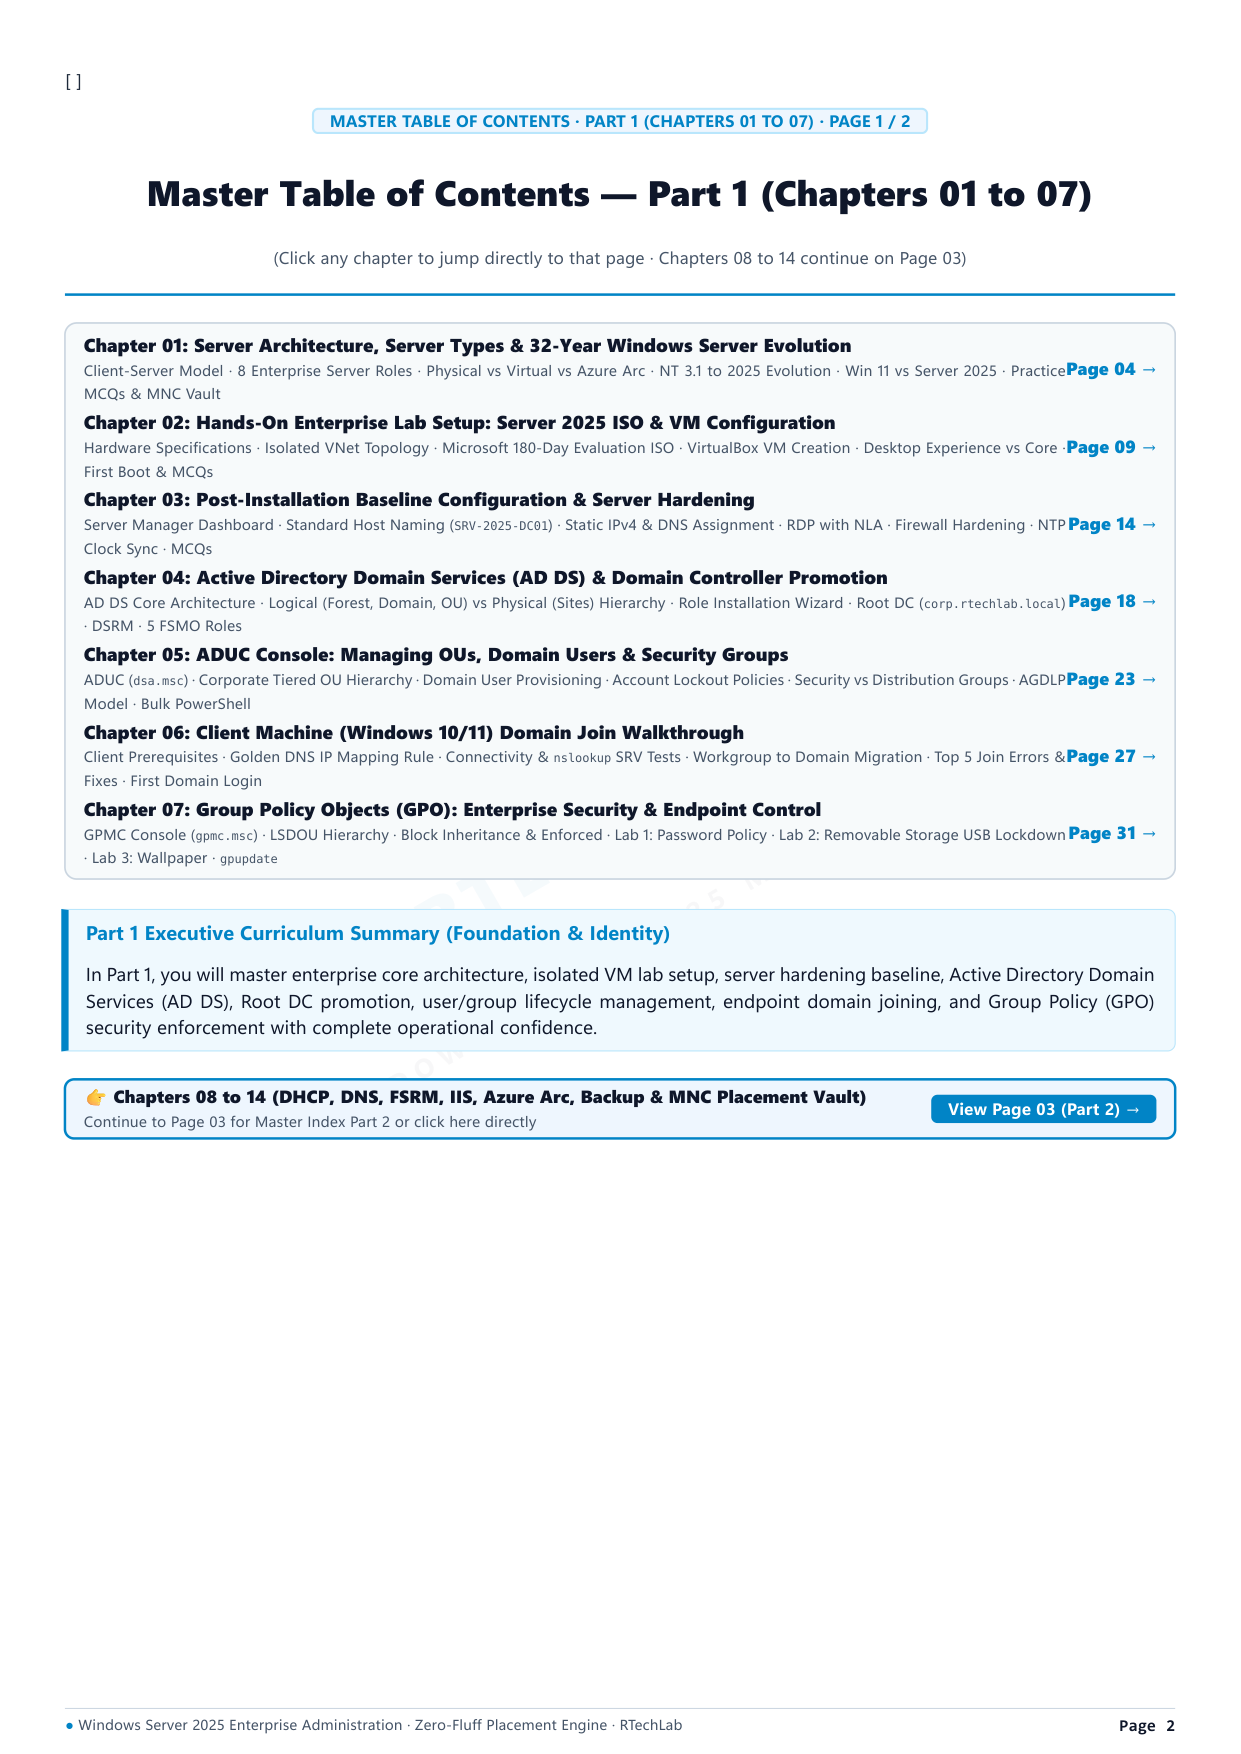 [ ]
MASTER TABLE OF CONTENTS · PART 1 (CHAPTERS 01 TO 07) · PAGE 1 / 2
Master Table of Contents — Part 1 (Chapters 01 to 07)
(Click any chapter to jump directly to that page · Chapters 08 to 14 continue on Page 03)
Chapter 01: Server Architecture, Server Types & 32-Year Windows Server Evolution
Client-Server Model · 8 Enterprise Server Roles · Physical vs Virtual vs Azure Arc · NT 3.1 to 2025 Evolution · Win 11 vs Server 2025 · Practice Page 04 →
MCQs & MNC Vault
Chapter 02: Hands-On Enterprise Lab Setup: Server 2025 ISO & VM Configuration
Hardware Specifications · Isolated VNet Topology · Microsoft 180-Day Evaluation ISO · VirtualBox VM Creation · Desktop Experience vs Core · Page 09 →
First Boot & MCQs
Chapter 03: Post-Installation Baseline Configuration & Server Hardening
Server Manager Dashboard · Standard Host Naming (SRV-2025-DC01) · Static IPv4 & DNS Assignment · RDP with NLA · Firewall Hardening · NTP Page 14 →
Clock Sync · MCQs
Chapter 04: Active Directory Domain Services (AD DS) & Domain Controller Promotion
AD DS Core Architecture · Logical (Forest, Domain, OU) vs Physical (Sites) Hierarchy · Role Installation Wizard · Root DC (corp.rtechlab.local) Page 18 →
· DSRM · 5 FSMO Roles
Chapter 05: ADUC Console: Managing OUs, Domain Users & Security Groups
ADUC (dsa.msc) · Corporate Tiered OU Hierarchy · Domain User Provisioning · Account Lockout Policies · Security vs Distribution Groups · AGDLP Page 23 →
Model · Bulk PowerShell
Chapter 06: Client Machine (Windows 10/11) Domain Join Walkthrough
Client Prerequisites · Golden DNS IP Mapping Rule · Connectivity & nslookup SRV Tests · Workgroup to Domain Migration · Top 5 Join Errors & Page 27 →
Fixes · First Domain Login
Chapter 07: Group Policy Objects (GPO): Enterprise Security & Endpoint Control
GPMC Console (gpmc.msc) · LSDOU Hierarchy · Block Inheritance & Enforced · Lab 1: Password Policy · Lab 2: Removable Storage USB Lockdown Page 31 →
· Lab 3: Wallpaper · gpupdate
Part 1 Executive Curriculum Summary (Foundation & Identity)
In Part 1, you will master enterprise core architecture, isolated VM lab setup, server hardening baseline, Active Directory Domain
Services (AD DS), Root DC promotion, user/group lifecycle management, endpoint domain joining, and Group Policy (GPO)
security enforcement with complete operational confidence.
👉 Chapters 08 to 14 (DHCP, DNS, FSRM, IIS, Azure Arc, Backup & MNC Placement Vault)
Continue to Page 03 for Master Index Part 2 or click here directly
View Page 03 (Part 2) →
● Windows Server 2025 Enterprise Administration · Zero-Fluff Placement Engine · RTechLab
Page 2